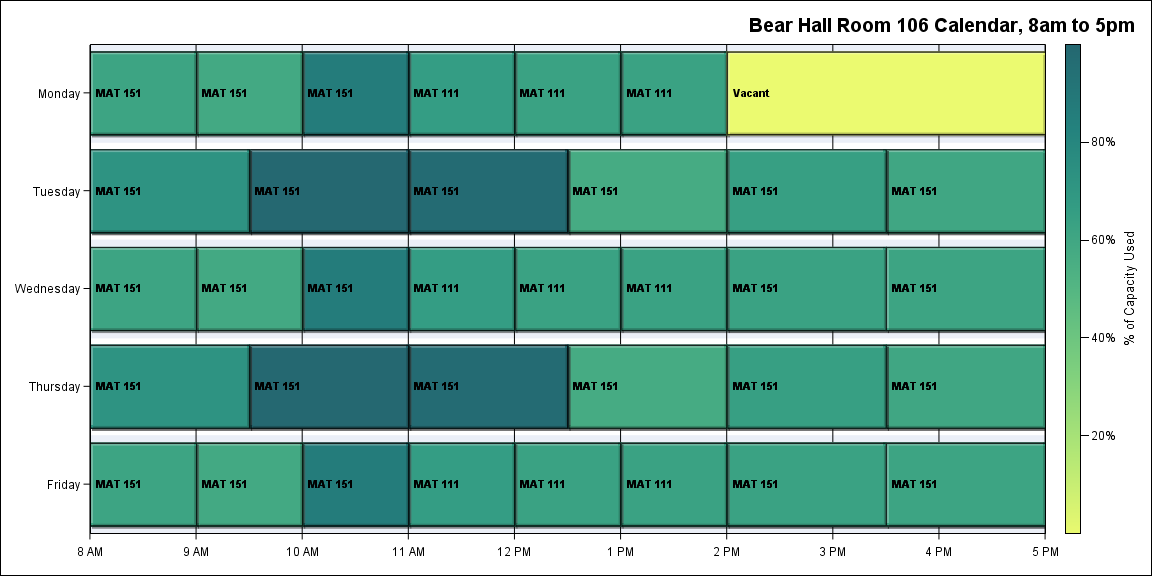 Bear Hall Room 106 Calendar, 8am to 5pm
Monday
MAT 151
MAT 151
MAT 151
MAT 111
MAT 111
MAT 111
Vacant
Tuesday
MAT 151
MAT 151
MAT 151
MAT 151
MAT 151
MAT 151
Wednesday
MAT 151
MAT 151
MAT 151
MAT 111
MAT 111
MAT 111
MAT 151
MAT 151
Thursday
MAT 151
MAT 151
MAT 151
MAT 151
MAT 151
MAT 151
Friday
MAT 151
MAT 151
MAT 151
MAT 111
MAT 111
MAT 111
MAT 151
MAT 151
8 AM
9 AM
10 AM
11 AM
12 PM
1 PM
2 PM
3 PM
4 PM
5 PM
80%
60%
40%
20%
% of Capacity Used